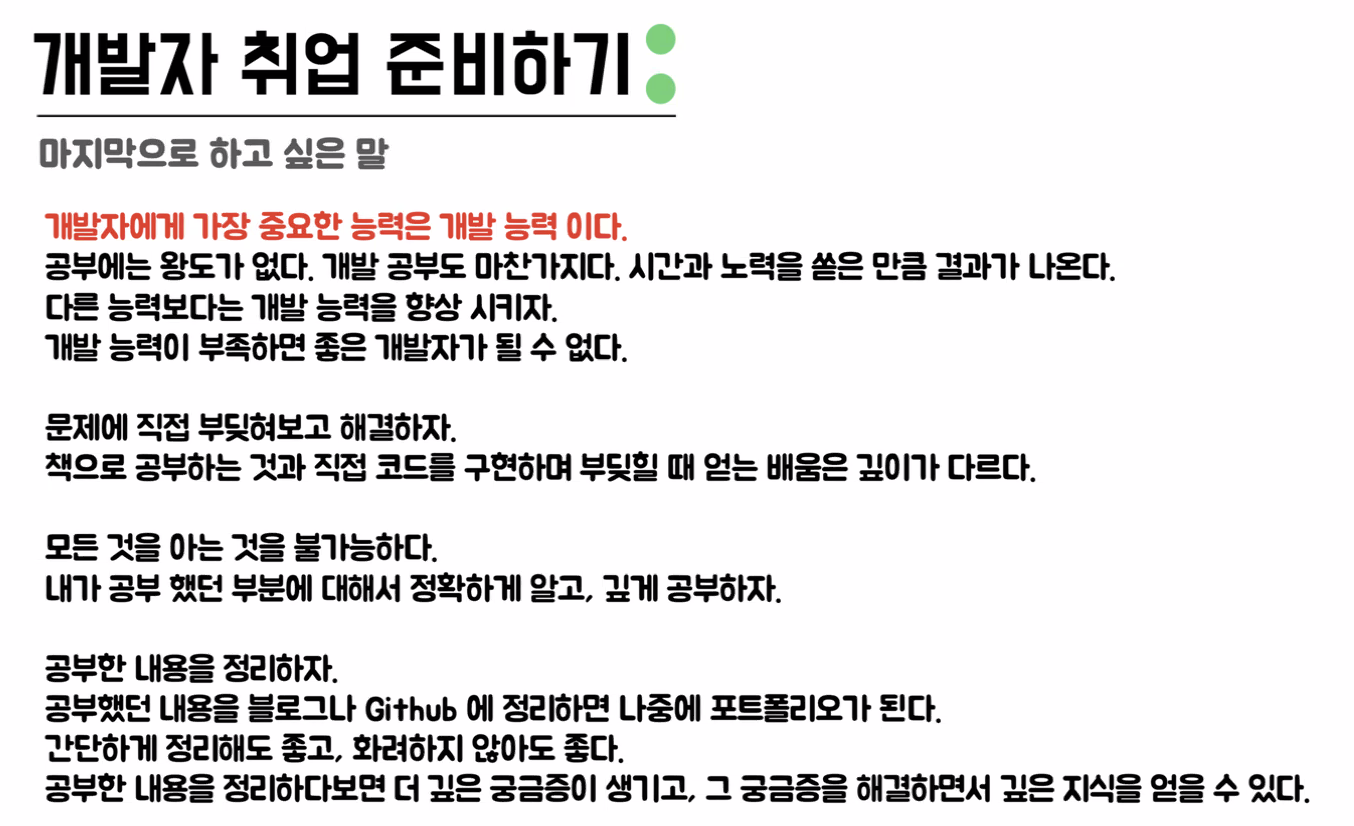 개발자 취업 준비하기:
마지막으로 하고 싶은 말
개발자에게 가장 중요한 능력은 개발 능력 이다.
공부에는 왕도가 없다. 개발 공부도 마찬가지다. 시간과 노력을 쏟은 만큼 결과가 나온다.
다른 능력보다는 개발 능력을 향상 시키자.
개발 능력이 부족하면 좋은 개발자가 될 수 없다.
문제에 직접 부딪혀보고 해결하자.
책으로 공부하는 것과 직접 코드를 구현하며 부딪힐 때 얻는 배움은 깊이가 다르다.
모든 것을 아는 것을 불가능하다.
내가 공부 했던 부분에 대해서 정확하게 알고, 깊게 공부하자.
공부한 내용을 정리하자.
공부했던 내용을 블로그나 Github 에 정리하면 나중에 포트폴리오가 된다.
간단하게 정리해도 좋고, 화려하지 않아도 좋다.
공부한 내용을 정리하다보면 더 깊은 궁금증이 생기고, 그 궁금증을 해결하면서 깊은 지식을 얻을 수 있다.